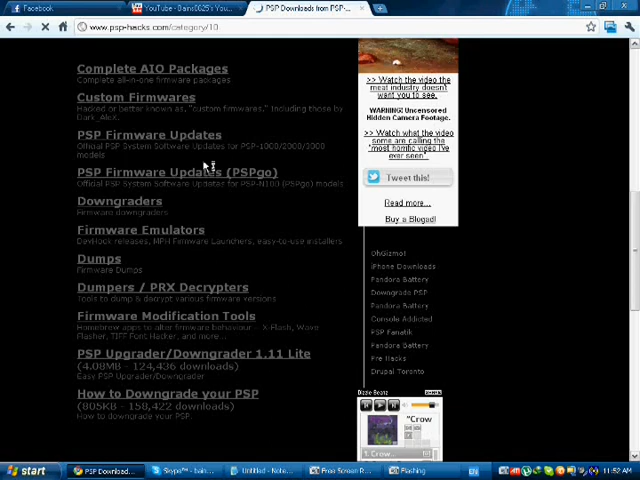 Facebook
YouTube - Bains0625's You...
PSP Downloads from PSP-...
www.psp-hacks.com/category/10
Complete AIO Packages
Complete all-in-one firmware packages.
Custom Firmwares
Hacked or better known as, "custom firmwares." Including those by
Dark_Alex.
PSP Firmware Updates
Official PSP System Software Updates for PSP-1000/2000/3000
models
PSP Firmware Updates (PSPgo)
Official PSP System Software Updates for PSP-N100 (PSPgo) models
Downgraders
Firmware downgraders
Firmware Emulators
DevHook releases, MPH Firmware Launchers, easy-to-use installers
Dumps
Firmware Dumps
Dumpers / PRX Decrypters
Tools to dump & decrypt various firmware versions
Firmware Modification Tools
Homebrew apps to alter firmware behaviour -- X-Flash, Wave
Flasher, TIFF Font Hacker, and more ..
PSP Upgrader/Downgrader 1.11 Lite
(4.08MB - 124,436 downloads)
Easy PSP Upgrader/Downgrader
How to Downgrade your PSP
(805KB - 158,422 downloads)
How to downgrade your PSP.
>> Watch the video the
meat industry doesn't
want you to see.
WARNING: Uncensored
Hidden Camera Footage.
>> Watch what the video
some are calling the
"most horrific video I've
ever seen"
Tweet this!
Read more...
Buy a Blogad!
DhGizmo!
iPhone Downloads
Pandora Battery
Downgrade PSP
Pandora Battery
Console Addicted
PSP Fanatik
Pandora Battery
Pre Hacks
Drupal Toronto
Dizzle Beatz
"Crow
1. Crow...
start
PSP Download...
Skype™ - bain...
Untitled - Note...
Free Screen R...
Flashing
11:52 AM